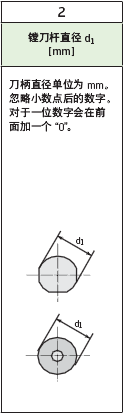 2
镗刀杆直径 d1
[mm]
刀柄直径单位为 mm。
忽略小数点后的数字。
对于一位数字会在前
面加一个 “0”。
d1
d1